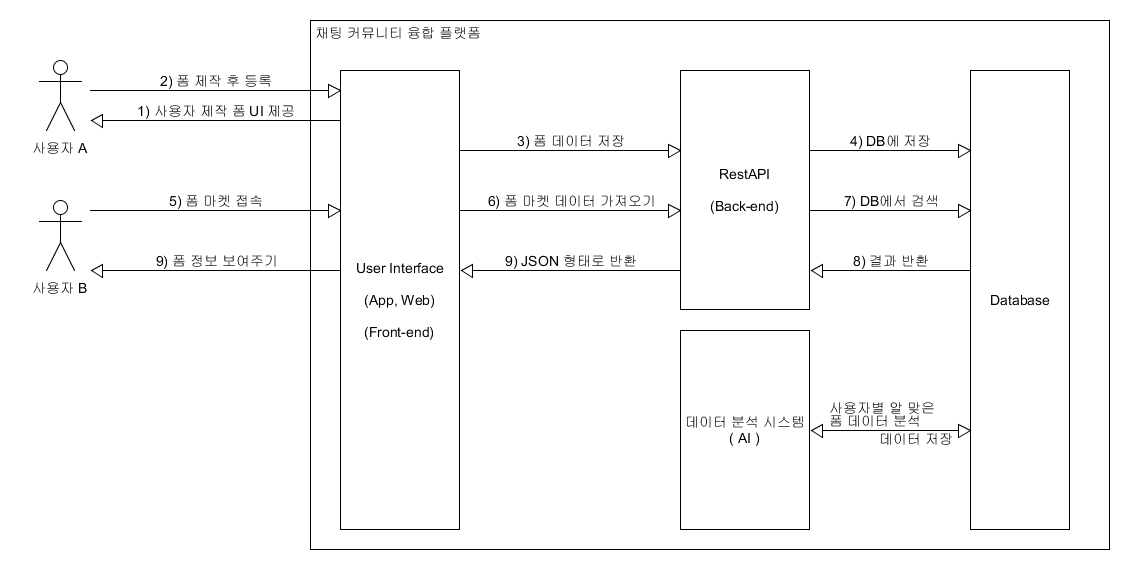 채팅 커뮤니티 융합 플랫폼
2) 폼 제작 후 등록
1) 사용자 제작 폼 UI 제공
사용자 A
3) 폼 데이터 저장
4) DB에 저장
RestAPI
(Back-end)
5) 폼 마켓 접속
6) 폼 마켓 데이터 가져오기
7) DB에서 검색
9) 폼 정보 보여주기
9) JSON 형태로 반환
8) 결과 반환
사용자 B
User Interface
(App, Web)
(Front-end)
Database
데이터 분석 시스템
( AI )
사용자별 알 맞은
폼 데이터 분석
데이터 저장